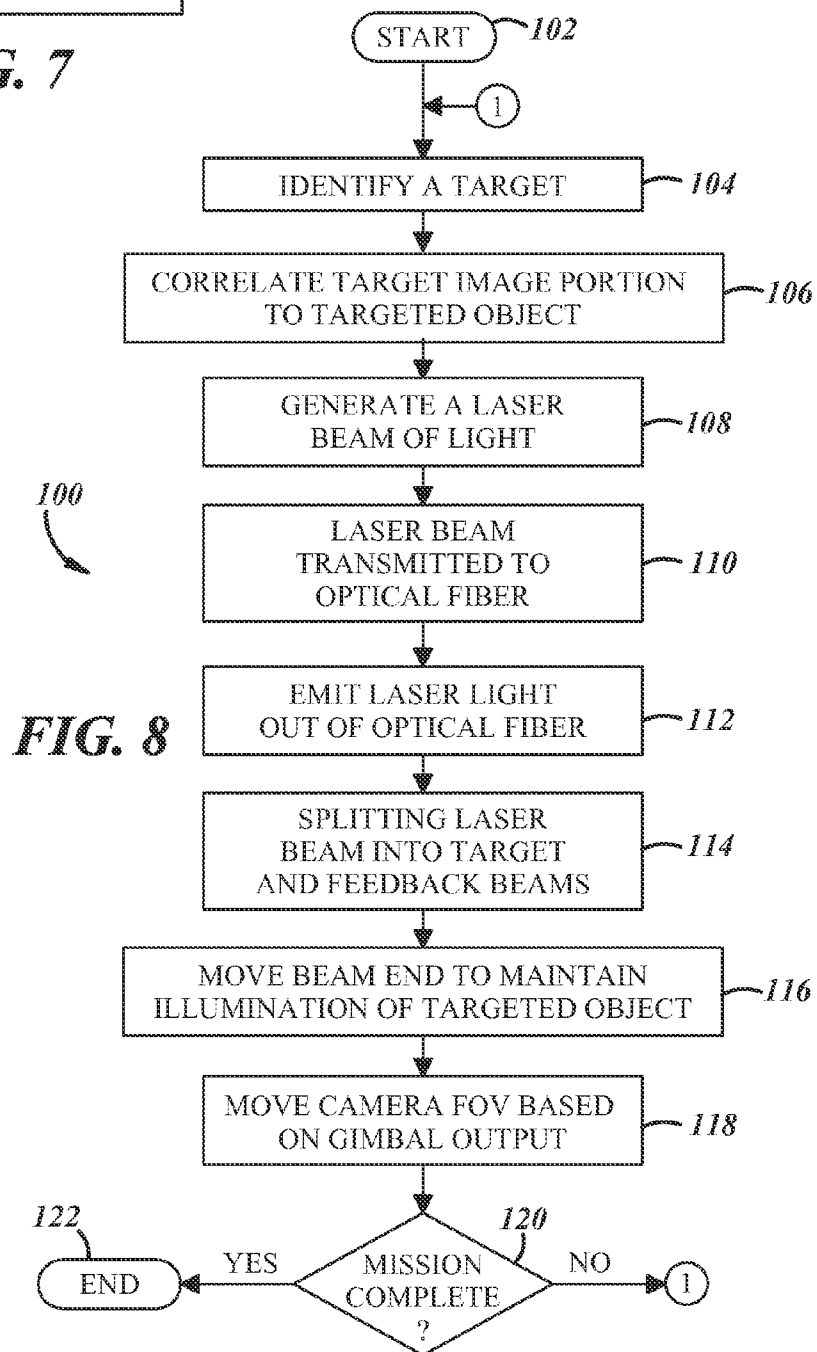 G. 7
START 102
1
IDENTIFY A TARGET 104
CORRELATE TARGET IMAGE PORTION
TO TARGETED OBJECT
106
GENERATE A LASER
BEAM OF LIGHT
108
100
LASER BEAM
TRANSMITTED TO
OPTICAL FIBER
110
FIG. 8
EMIT LASER LIGHT
OUT OF OPTICAL FIBER
112
SPLITTING LASER
BEAM INTO TARGET
AND FEEDBACK BEAMS
114
MOVE BEAM END TO MAINTAIN
ILLUMINATION OF TARGETED OBJECT
116
MOVE CAMERA FOV BASED
ON GIMBAL OUTPUT
118
122
END
YES
120
MISSION
COMPLETE
?
NO
1